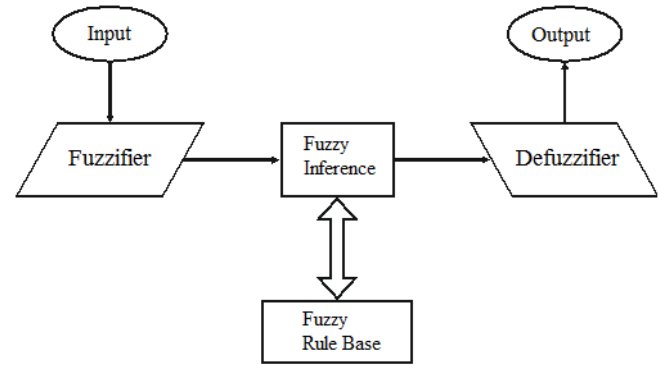 Input
Output
Fuzzifier
Fuzzy
Inference
Defuzzifier
Fuzzy
Rule Base